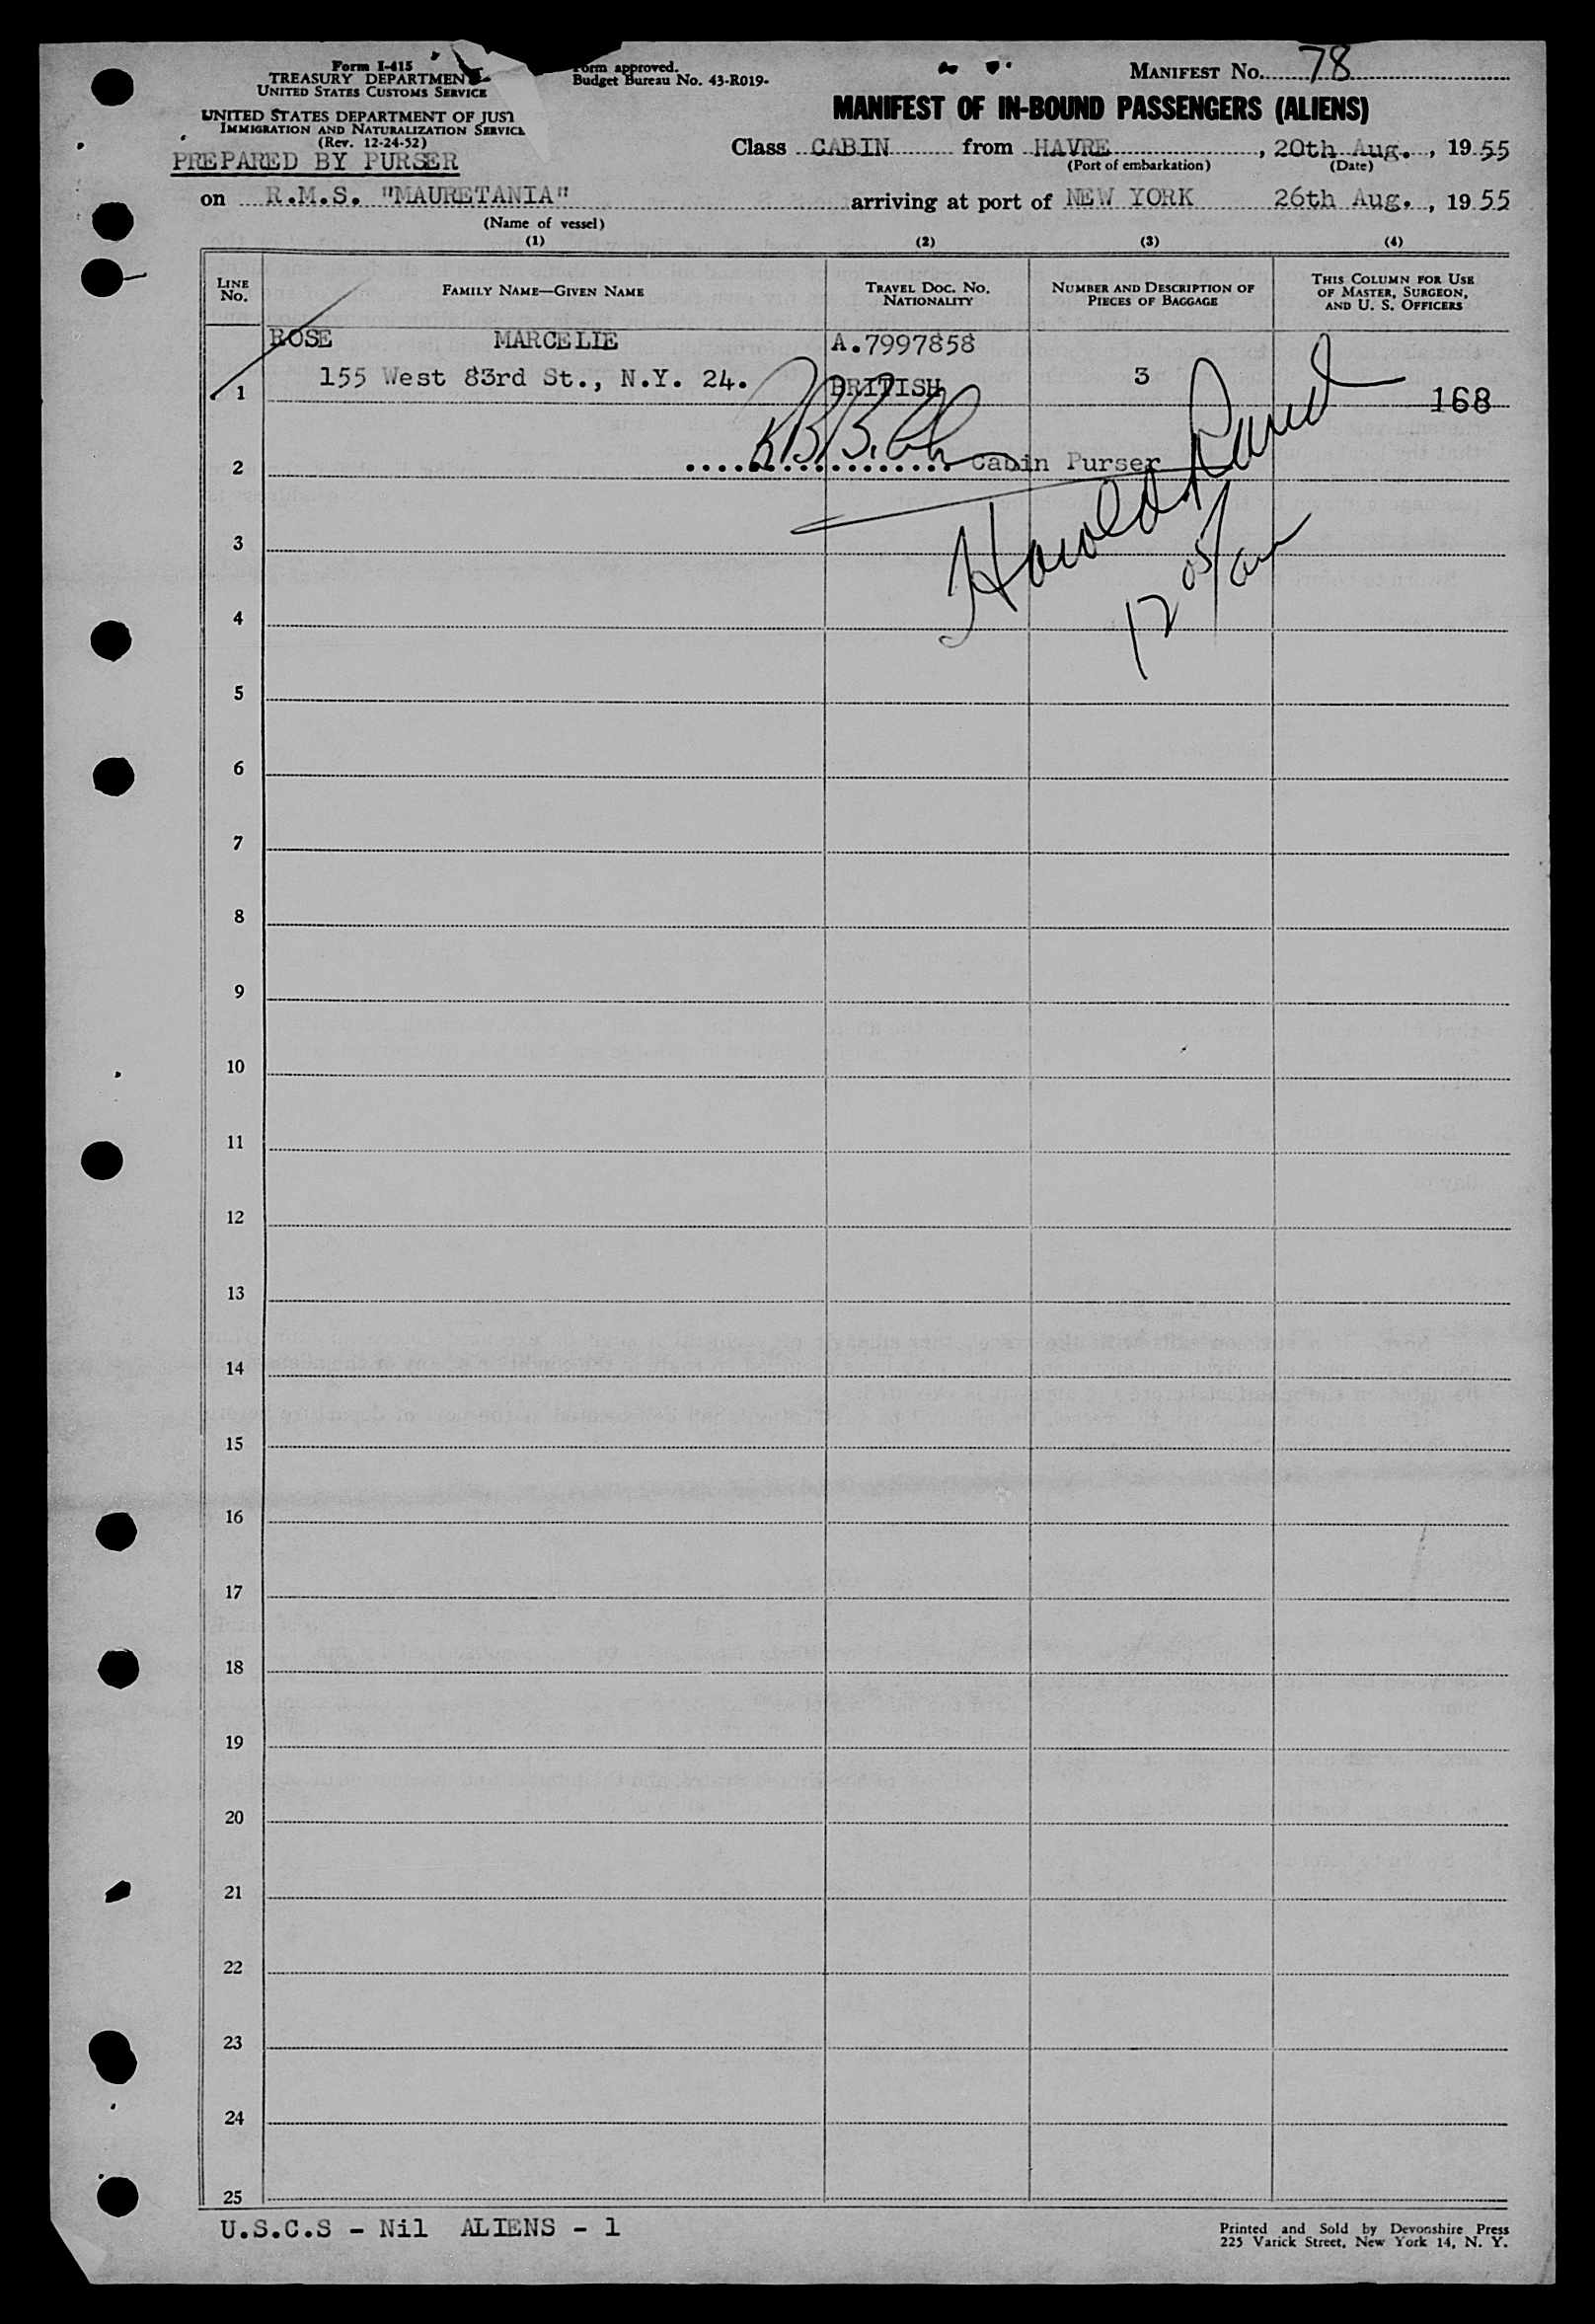 Form I-415
TREASURY DEPARTMENT
UNITED STATES CUSTOMS SERVICE
UNITED STATES DEPARTMENT OF JUST
IMMIGRATION AND NATURALIZATION SERVICE
(Rev. 12-24-52)
PREPARED BY PURSER
Form approved.
Budget Bureau No. 43-R019-
MANIFEST NO. 78
MANIFEST OF IN-BOUND PASSENGERS (ALIENS)
Class CABIN from HAVRE, 20th Aug., 1955
(Port of embarkation) (Date)
on R.M.S. "MAURETANIA" arriving at port of NEW YORK 26th Aug., 1955
(Name of vessel)
(1) (2) (3) (4)
LINE NO.
FAMILY NAME—GIVEN NAME
TRAVEL DOC. NO.
NATIONALITY
NUMBER AND DESCRIPTION OF
PIECES OF BAGGAGE
THIS COLUMN FOR USE
OF MASTER, SURGEON,
AND U. S. OFFICERS
ROSE MARCELIE A.7997858
1 155 West 83rd St., N.Y. 24. BRITISH 3 168
2 Cabin Purser
Harold
3
12 05/am
4
5
6
7
8
9
10
11
12
13
14
15
16
17
18
19
20
21
22
23
24
25
U.S.C.S - Nil ALIENS - 1
Printed and Sold by Devonshire Press
225 Varick Street, New York 14, N. Y.